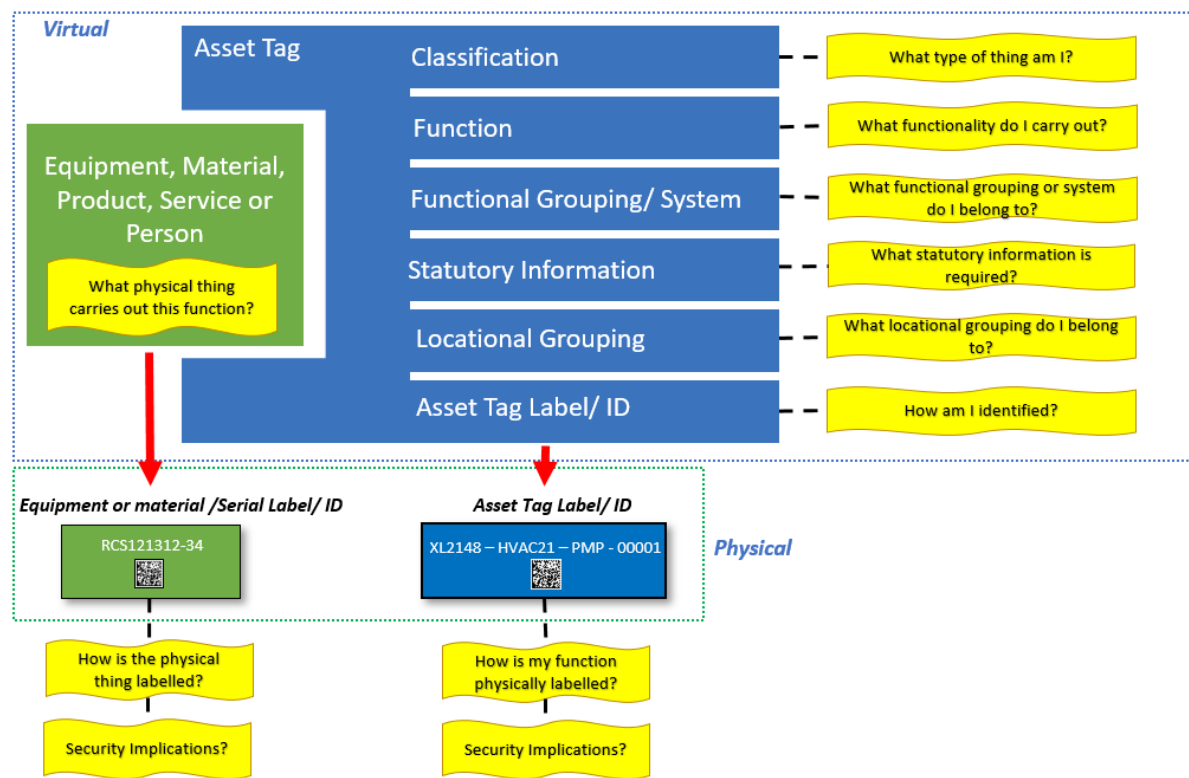 Virtual
Asset Tag
Classification
What type of thing am I?
Function
What functionality do I carry out?
Equipment, Material,
Product, Service or
Person
What physical thing
carries out this function?
Functional Grouping/ System
What functional grouping or system
do I belong to?
Statutory Information
What statutory information is
required?
Locational Grouping
What locational grouping do I belong
to?
Asset Tag Label/ ID
How am I identified?
Equipment or material /Serial Label/ ID
RCS121312-34
Asset Tag Label/ ID
XL2148 – HVAC21 – PMP - 00001
Physical
How is the physical
thing labelled?
Security Implications?
How is my function
physically labelled?
Security Implications?